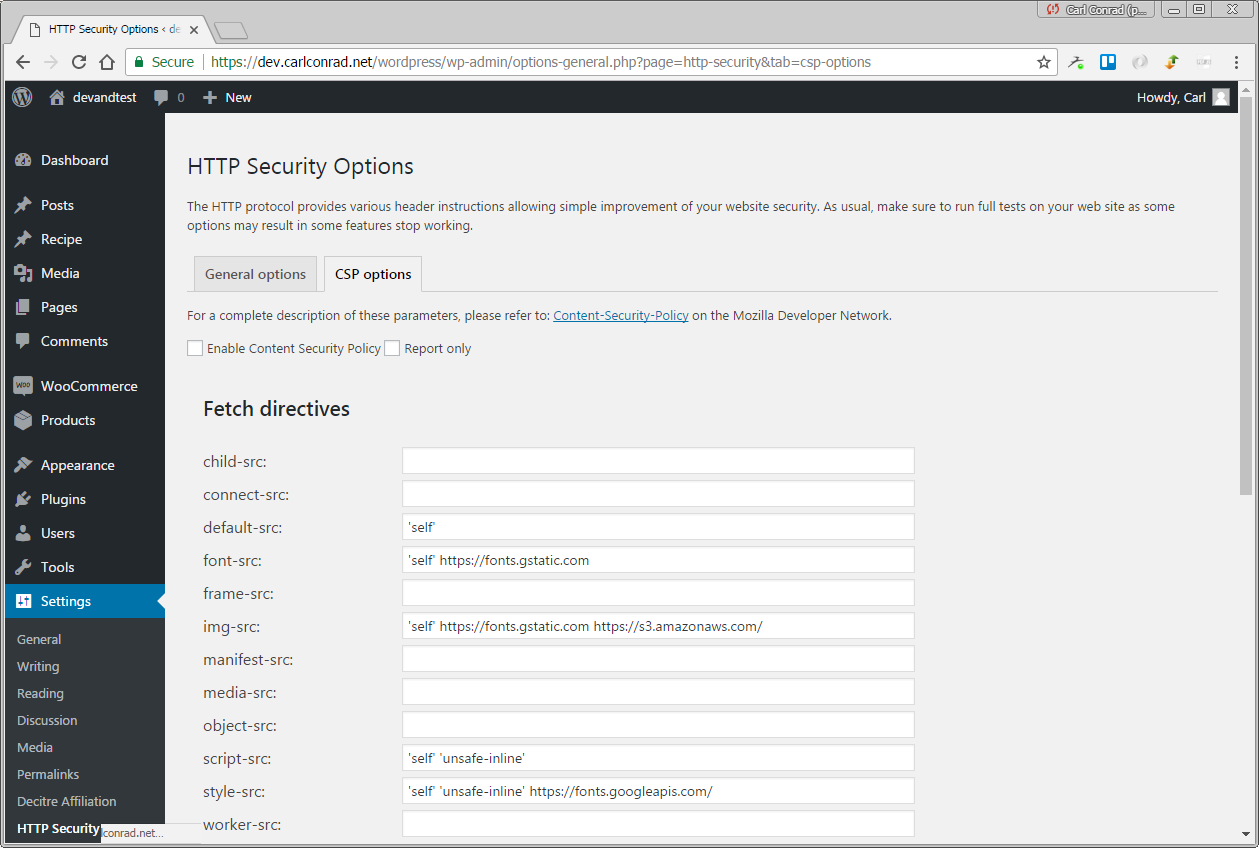 HTTP Security Options ‹ de
Carl Conrad (p...
Secure
https://dev.carlconrad.net/wordpress/wp-admin/options-general.php?page=http-security&tab=csp-options
devandtest
0
New
Howdy, Carl
Dashboard
Posts
Recipe
Media
Pages
Comments
WOO
WooCommerce
Products
Appearance
Plugins
Users
Tools
Settings
General
Writing
Reading
Discussion
Media
Permalinks
Decitre Affiliation
HTTP Security
lconrad.net...
HTTP Security Options
The HTTP protocol provides various header instructions allowing simple improvement of your website security. As usual, make sure to run full tests on your web site as some
options may result in some features stop working.
General options
CSP options
For a complete description of these parameters, please refer to: Content-Security-Policy on the Mozilla Developer Network.
Enable Content Security Policy
Report only
Fetch directives
child-src:
connect-src:
default-src: 'self'
font-src: 'self' https://fonts.gstatic.com
frame-src:
img-src: 'self' https://fonts.gstatic.com https://s3.amazonaws.com/
manifest-src:
media-src:
object-src:
script-src: 'self' 'unsafe-inline'
style-src: 'self' 'unsafe-inline' https://fonts.googleapis.com/
worker-src: